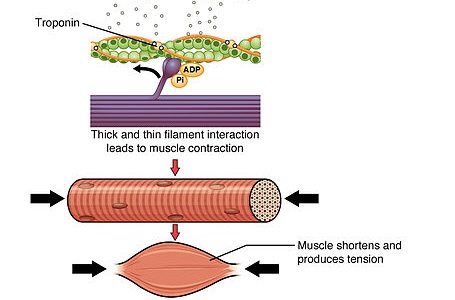 Troponin
ADP
Pi
Thick and thin filament interaction
leads to muscle contraction
Muscle shortens and
produces tension